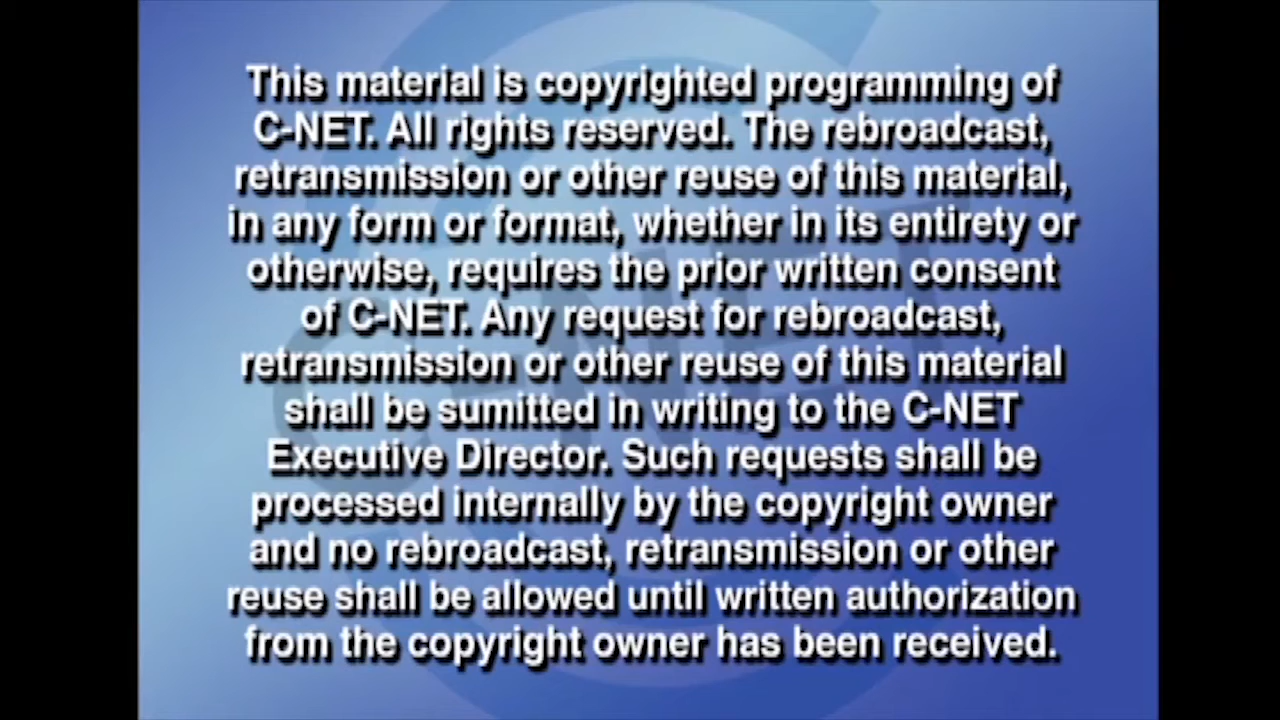 This material is copyrighted programming of
C-NET. All rights reserved. The rebroadcast,
retransmission or other reuse of this material,
in any form or format, whether in its entirety or
otherwise, requires the prior written consent
of C-NET. Any request for rebroadcast,
retransmission or other reuse of this material
shall be sumitted in writing to the C-NET
Executive Director. Such requests shall be
processed internally by the copyright owner
and no rebroadcast, retransmission or other
reuse shall be allowed until written authorization
from the copyright owner has been received.